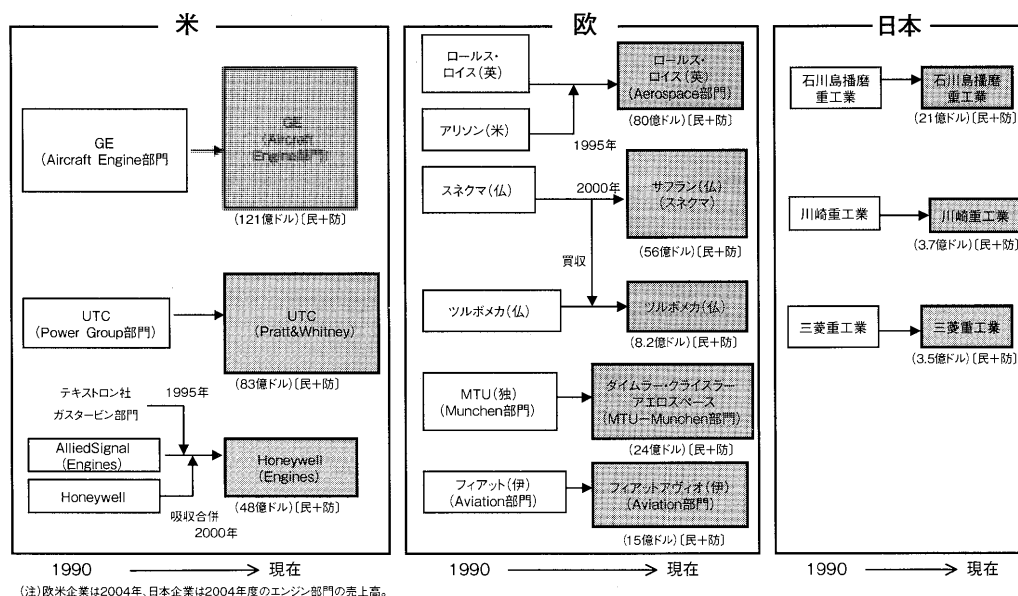 米
GE
(Aircraft Engine部門
GE
(Aircraft
Engine部門)
(121億ドル)〔民+防〕
UTC
(Power Group部門)
UTC
(Pratt&Whitney)
(83億ドル)〔民+防〕
テキストロン社
ガスタービン部門
1995年
AlliedSignal
(Engines)
Honeywell
Honeywell
(Engines)
(48億ドル)〔民+防〕
吸収合併
2000年
1990
現在
欧
ロールス・
ロイス(英)
アリソン(米)
1995年
ロールス・
ロイス(英)
(Aerospace部門)
(80億ドル)〔民+防〕
スネクマ(仏)
2000年
サフラン(仏)
(スネクマ)
(56億ドル)〔民+防〕
買収
ツルボメカ(仏)
ツルボメカ(仏)
(8.2億ドル)〔民+防〕
MTU(独)
(Munchen部門)
ダイムラー・クライスラー
アエロスペース
(MTU－Munchen部門)
(24億ドル)〔民+防〕
フィアット(伊)
(Aviation部門)
フィアットアヴィオ(伊)
(Aviation部門)
(15億ドル)〔民+防〕
1990
現在
日本
石川島播磨
重工業
石川島播磨
重工業
(21億ドル)〔民+防〕
川崎重工業
川崎重工業
(3.7億ドル)〔民+防〕
三菱重工業
三菱重工業
(3.5億ドル)〔民+防〕
1990
現在
(注)欧米企業は2004年、日本企業は2004年度のエンジン部門の売上高。